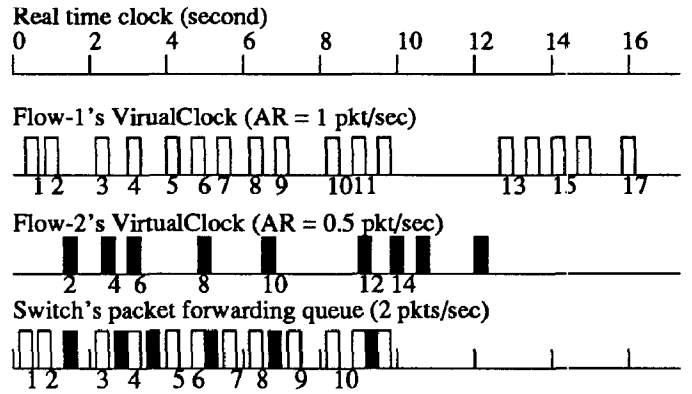 Real time clock (second)
0 2 4 6 8 10 12 14 16
Flow-1's VirualClock (AR = 1 pkt/sec)
1 2 3 4 5 6 7 8 9 10 11 13 15 17
Flow-2's VirtualClock (AR = 0.5 pkt/sec)
2 4 6 8 10 12 14
Switch's packet forwarding queue (2 pkts/sec)
1 2 3 4 5 6 7 8 9 10